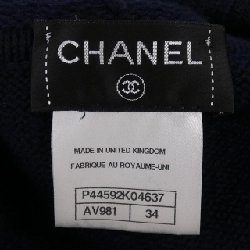 CHANEL
MADE IN UNITED KINGDOM
FABRIQUE AU ROYAUME-UNI
P44592K04637
AV981 34